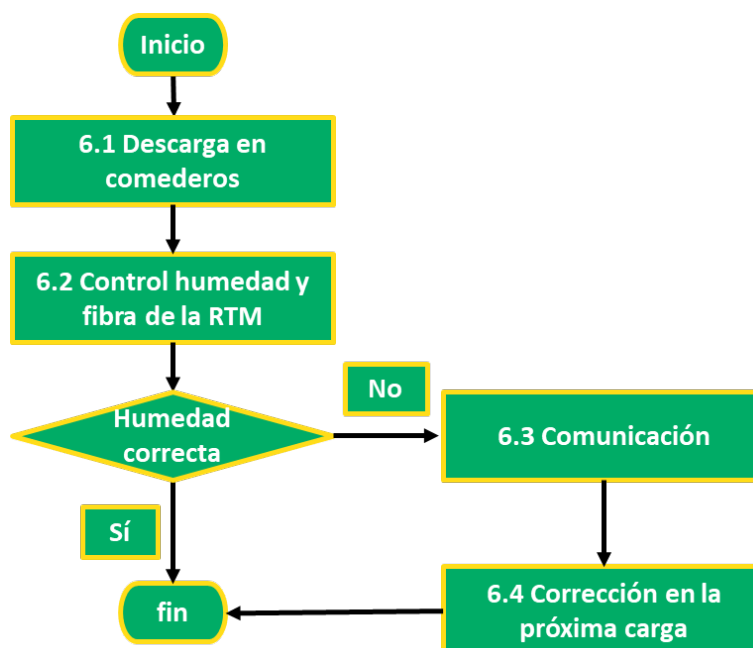 Inicio
6.1 Descarga en
comederos
6.2 Control humedad y
fibra de la RTM
Humedad
correcta
No
6.3 Comunicación
Sí
6.4 Corrección en la
próxima carga
fin